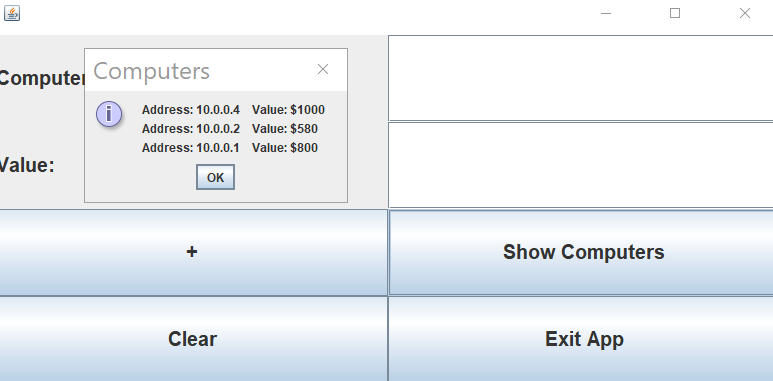 Computers
Address: 10.0.0.4 Value: $1000
Address: 10.0.0.2 Value: $580
Address: 10.0.0.1 Value: $800
OK
Computer
Value:
+
Show Computers
Clear
Exit App